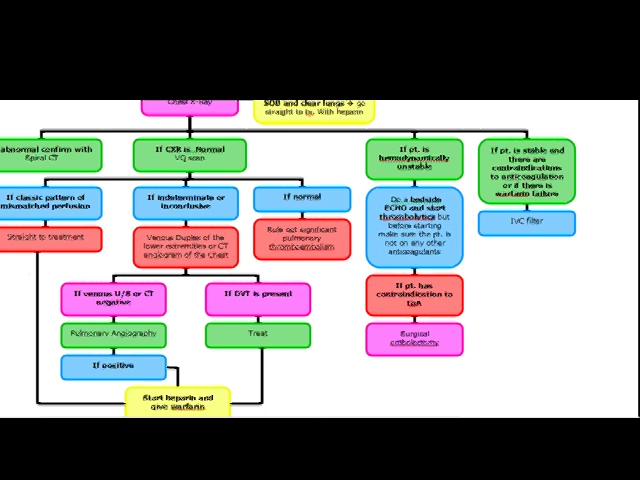 Chest X-Ray
SOB and clear lungs → go
straight to tx. With heparin
abnormal confirm with
Spiral CT
If CXR is Normal
VQ scan
If pt. is
hemodynamically
unstable
If pt. is stable and
there are
contraindications
to anticoagulation
or if there is
warfarin failure
If classic pattern of
mismatched perfusion
If indeterminate or
inconclusive
If normal
Do a bedside
ECHO and start
thrombolytics but
before starting
make sure the pt. is
not on any other
anticoagulants
IVC filter
Straight to treatment
Venous Duplex of the
lower extremities or CT
angiogram of the Chest
Rule out significant
pulmonary
thromboembolism
If pt. has
contraindication to
If venous U/S or CT
negative
If DVT is present
Pulmonary Angiography
Treat
Surgical
embolectomy
If positive
Start heparin and
give warfarin